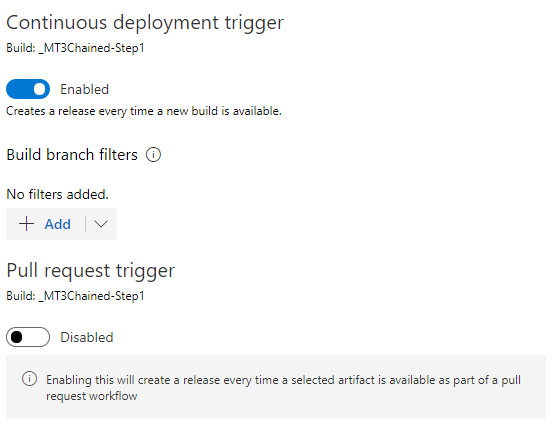 Continuous deployment trigger
Build: _MT3Chained-Step1
Enabled
Creates a release every time a new build is available.
Build branch filters
No filters added.
Add
Pull request trigger
Build: _MT3Chained-Step1
Disabled
Enabling this will create a release every time a selected artifact is available as part of a pull
request workflow